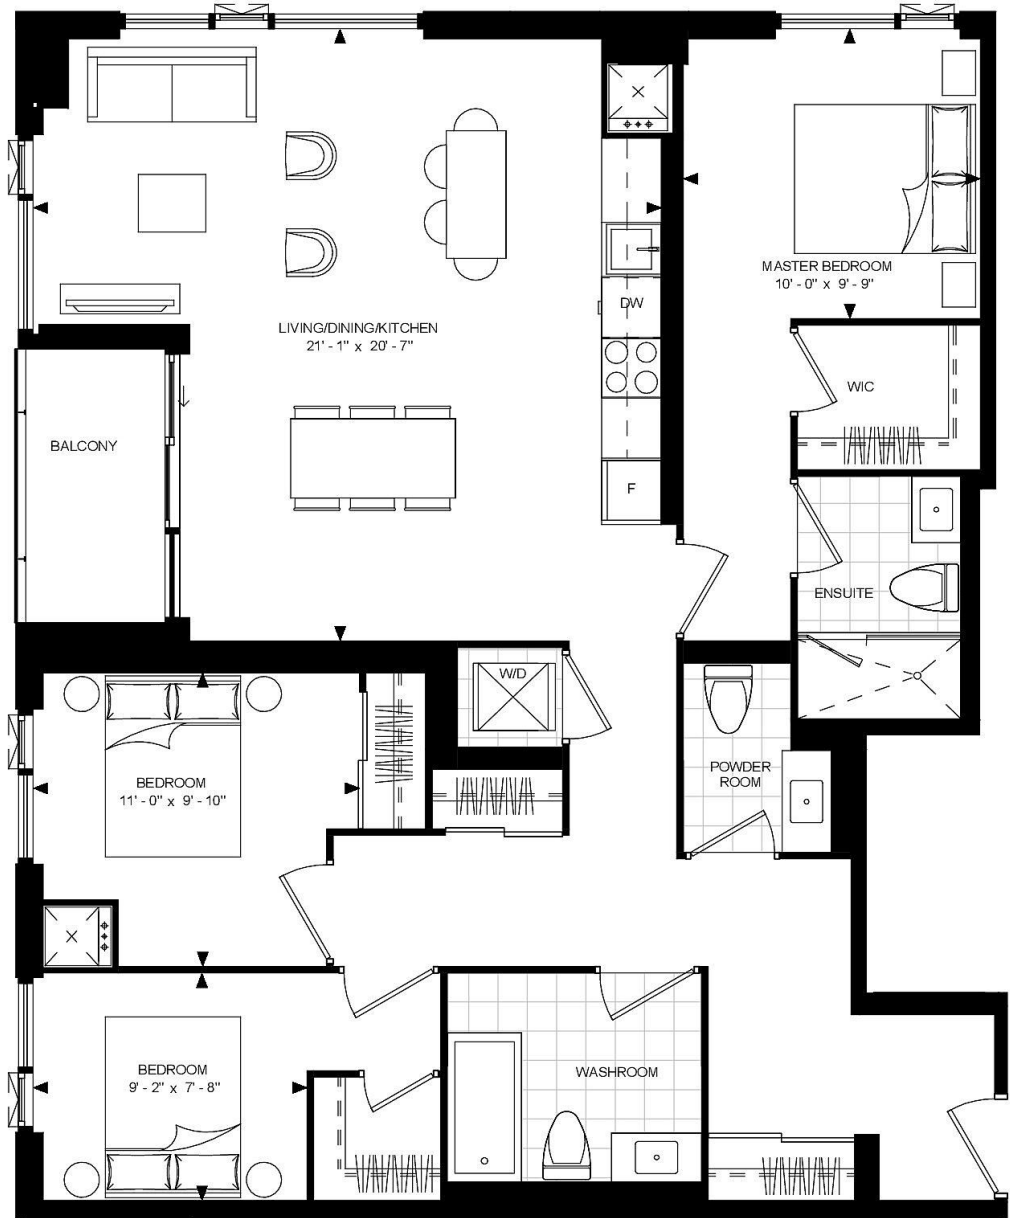 MASTER BEDROOM
10' - 0" x 9' - 9"
DW
LIVING/DINING/KITCHEN
21' - 1" x 20' - 7"
WIC
BALCONY
F
ENSUITE
W/D
POWDER
ROOM
BEDROOM
11' - 0" x 9' - 10"
BEDROOM
9' - 2" x 7' - 8"
WASHROOM